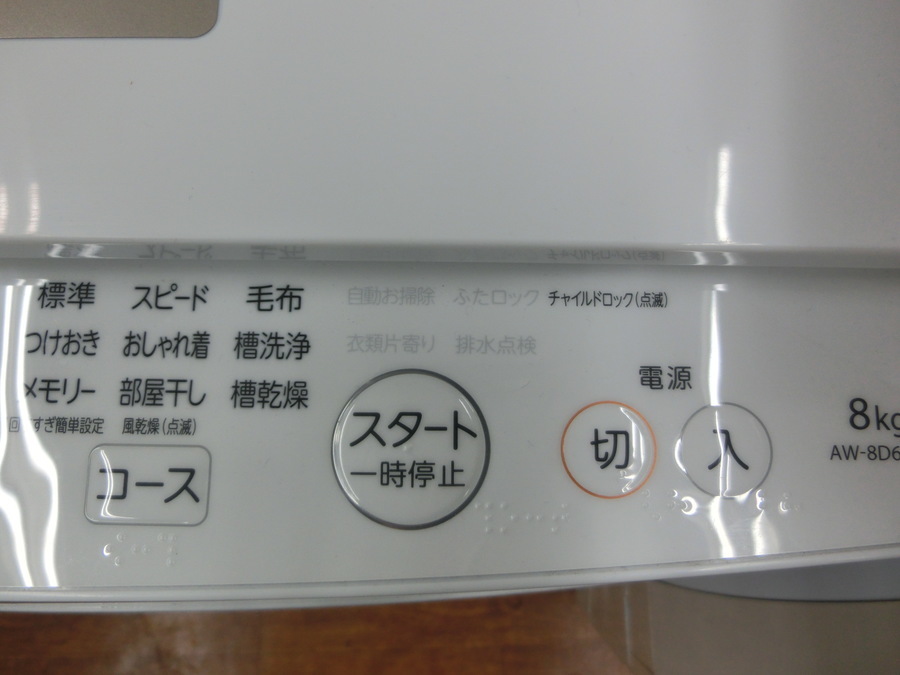 標準 スピード 毛布 自動お掃除 ふたロック チャイルドロック(点滅)
つけおき おしゃれ着 槽洗浄 衣類片寄り 排水点検
メモリー 部屋干し 槽乾燥
すすぎ簡単設定 風乾燥(点滅)
コース
スタート
一時停止
電源
切 入
8kg
AW-8D6